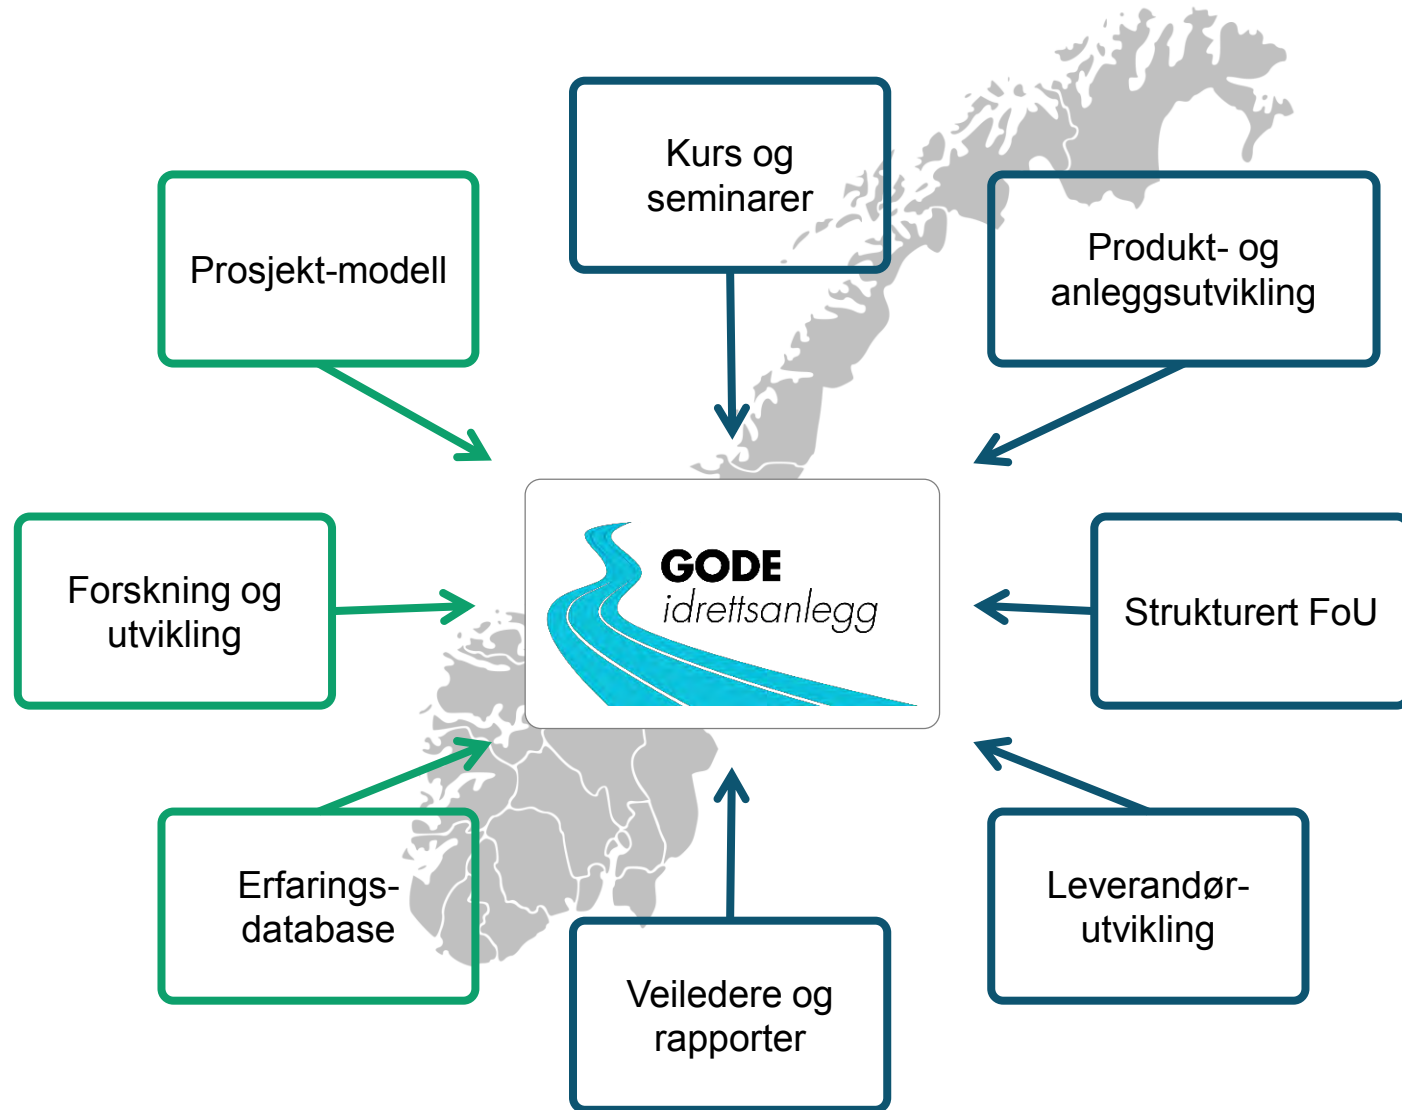 Kurs og
seminarer
Prosjekt-modell
Produkt- og
anleggsutvikling
GODE
idrettsanlegg
Forskning og
utvikling
Strukturert FoU
Erfarings-
database
Leverandør-
utvikling
Veiledere og
rapporter